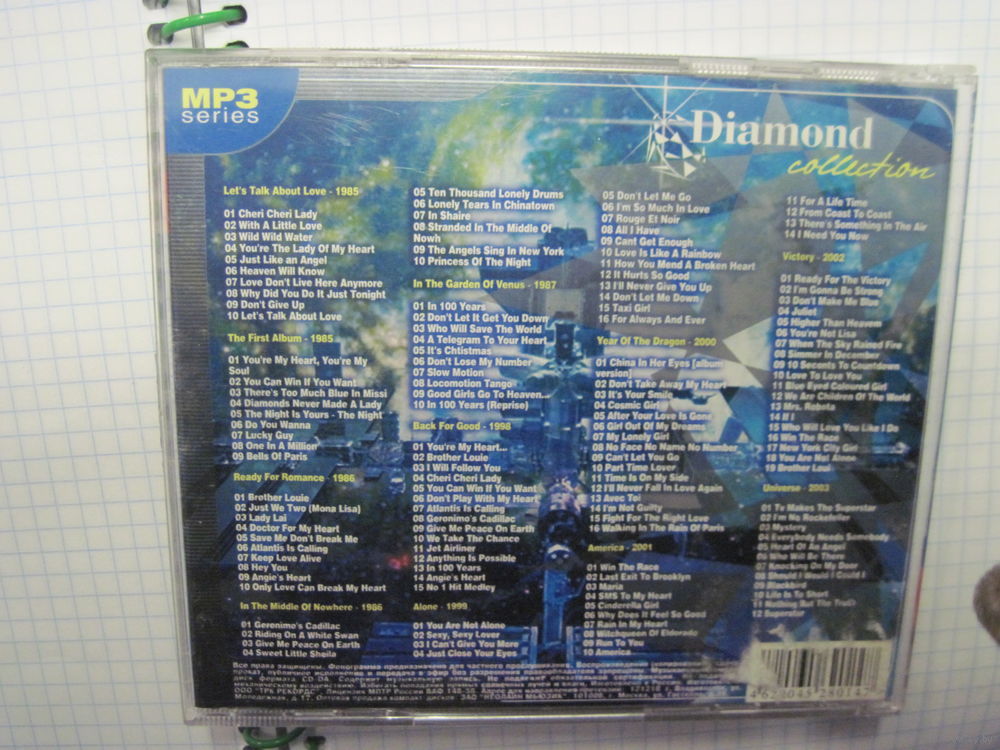 MP3
series
Diamond
collection
Let's Talk About Love - 1985
01 Cheri Cheri Lady
02 With A Little Love
03 Wild Wild Water
04 You're The Lady Of My Heart
05 Just Like an Angel
06 Heaven Will Know
07 Love Don't Live Here Anymore
08 Why Did You Do It Just Tonight
09 Don't Give Up
10 Let's Talk About Love
The First Album - 1985
01 You're My Heart, You're My
Soul
02 You Can Win If You Want
03 There's Too Much Blue In Missi
04 Diamonds Never Made A Lady
05 The Night Is Yours - The Night
06 Do You Wanna
07 Lucky Guy
08 One In A Million
09 Bells Of Paris
Ready For Romance - 1986
01 Brother Louie
02 Just We Two (Mona Lisa)
03 Lady Lai
04 Doctor For My Heart
05 Save Me Don't Break Me
06 Atlantis Is Calling
07 Keep Love Alive
08 Hey You
09 Angie's Heart
10 Only Love Can Break My Heart
In The Middle Of Nowhere - 1986
01 Geronimo's Cadillac
02 Riding On A White Swan
03 Give Me Peace On Earth
04 Sweet Little Sheila
05 Ten Thousand Lonely Drums
06 Lonely Tears In Chinatown
07 In Shaire
08 Stranded In The Middle Of
Nowh
09 The Angels Sing In New York
10 Princess Of The Night
In The Garden Of Venus - 1987
01 In 100 Years
02 Don't Let It Get You Down
03 Who Will Save The World
04 A Telegram To Your Heart
05 It's Chtistmas
06 Don't Lose My Number
07 Slow Motion
08 Locomotion Tango
09 Good Girls Go To Heaven...
10 In 100 Years (Reprise)
Back For Good - 1998
01 You're My Heart...
02 Brother Louie
03 I Will Follow You
04 Cheri Cheri Lady
05 You Can Win If You Want
06 Don't Play With My Heart
07 Atlantis Is Calling
08 Geronimo's Cadillac
09 Give Me Peace On Earth
10 We Take The Chance
11 Jet Airliner
12 Anything Is Possible
13 In 100 Years
14 Angie's Heart
15 No 1 Hit Medley
Alone - 1999
01 You Are Not Alone
02 Sexy, Sexy Lover
03 I Can't Give You More
04 Just Close Your Eyes
05 Don't Let Me Go
06 I'm So Much In Love
07 Rouge Et Noir
08 All I Have
09 Cant Get Enough
10 Love Is Like A Rainbow
11 How You Mend A Broken Heart
12 It Hurts So Good
13 I'll Never Give You Up
14 Don't Let Me Down
15 Taxi Girl
16 For Always And Ever
Year Of The Dragon - 2000
01 China In Her Eyes [album
version]
02 Don't Take Away My Heart
03 It's Your Smile
04 Cosmic Girl
05 After Your Love Is Gone
06 Girl Out Of My Dreams
07 My Lonely Girl
08 No Face No Name No Number
09 Can't Let You Go
10 Part Time Lover
11 Time Is On My Side
12 I'll Never Fall In Love Again
13 Avec Toi
14 I'm Not Guilty
15 Fight For The Right Love
16 Walking In The Rain Of Paris
America - 2001
01 Win The Race
02 Last Exit To Brooklyn
03 Maria
04 SMS To My Heart
05 Cinderella Girl
06 Why Does It Feel So Good
07 Rain In My Heart
08 Witchqueen Of Eldorado
09 Run To You
10 America
11 For A Life Time
12 From Coast To Coast
13 There's Something In The Air
14 I Need You Now
Victory - 2002
01 Ready For The Victory
02 I'm Gonna Be Strong
03 Don't Make Me Blue
04 Juliet
05 Higher Than Heavem
06 You're Not Lisa
07 When The Sky Rained Fire
08 Simmer In December
09 10 Seconts To Countdown
10 Love To Love You
11 Blue Eyed Coloured Girl
12 We Are Children Of The World
13 Mrs. Robota
14 If I
15 Who Will Love You Like I Do
16 Win The Race
17 New York City Girl
18 You Are Not Alone
19 Brother Loui
Universe - 2003
01 Tv Makes The Superstar
02 I'm No Rockefeller
03 Mystery
04 Everybody Needs Somebody
05 Heart Of An Angel
06 Who Will Be There
07 Knocking On My Door
08 Should I Would I Could I
09 Blackbird
10 Life Is To Short
11 Nothing But The Truth
12 Superstar
Все права защищены. Фонограмма предназначена для частного прослушивания. Воспроизведение
4 623045 280147